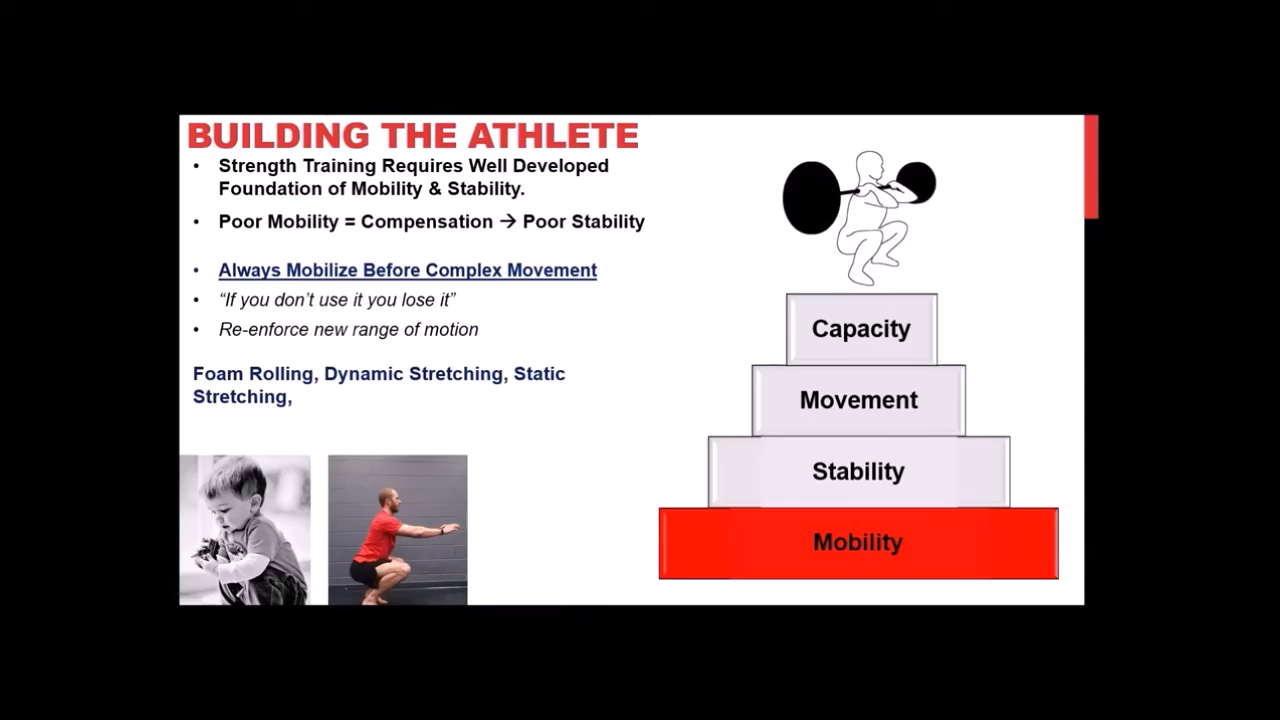 BUILDING THE ATHLETE
• Strength Training Requires Well Developed
Foundation of Mobility & Stability.
• Poor Mobility = Compensation → Poor Stability
• Always Mobilize Before Complex Movement
• “If you don’t use it you lose it”
• Re-enforce new range of motion
Foam Rolling, Dynamic Stretching, Static
Stretching,
Capacity
Movement
Stability
Mobility